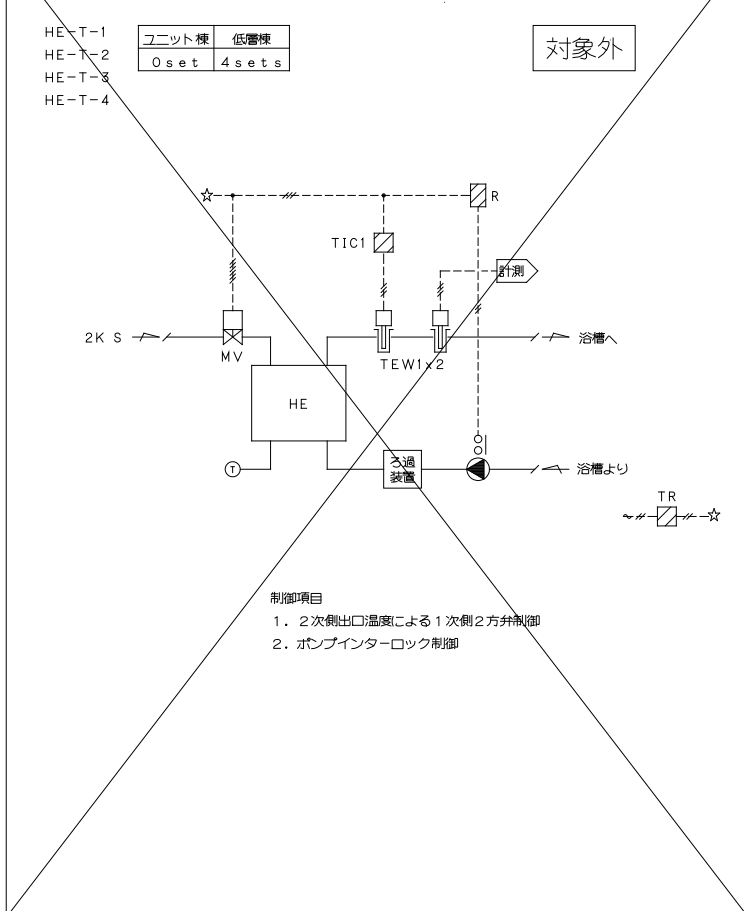 HE-T-1
HE-T-2
HE-T-3
HE-T-4
ユニット棟 低層棟
0set 4sets
対象外
R
TIC1
計測
2K S
MV
TEW1x2
浴槽へ
HE
T
ろ過
装置
浴槽より
TR
制御項目
1. 2次側出口温度による1次側2方弁制御
2. ポンプインターロック制御